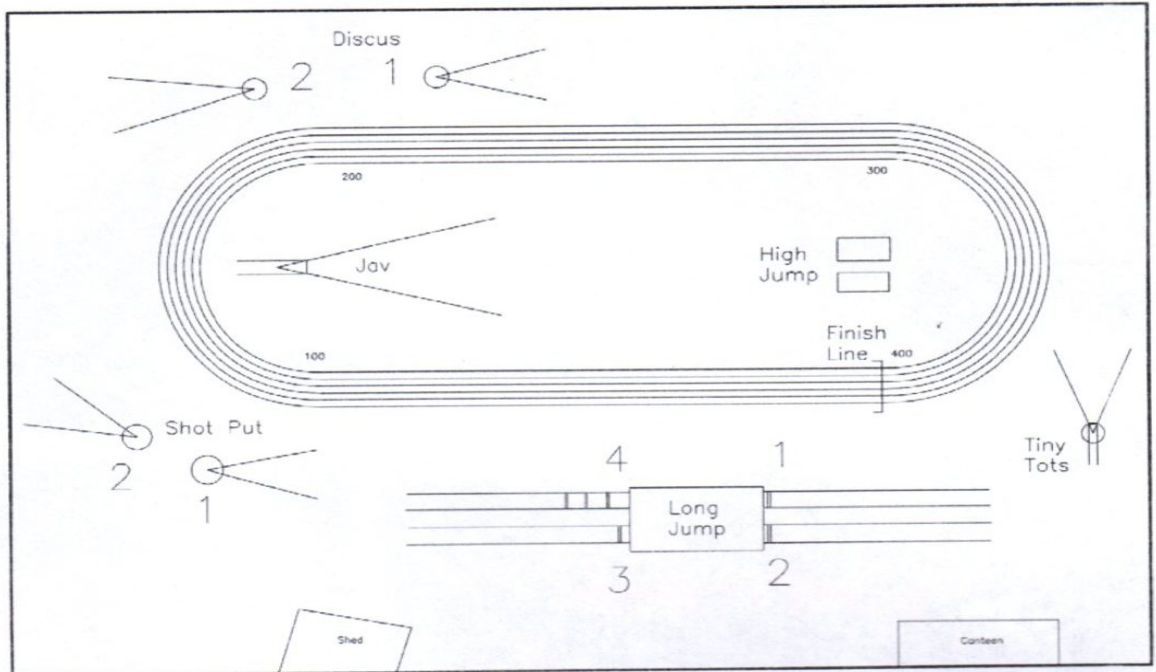 Discus
2
1
200
300
Jav
High
Jump
Finish
Line
100
400
Shot Put
2
1
4
1
Tiny
Tots
Long
Jump
3
2
Shed
Canteen